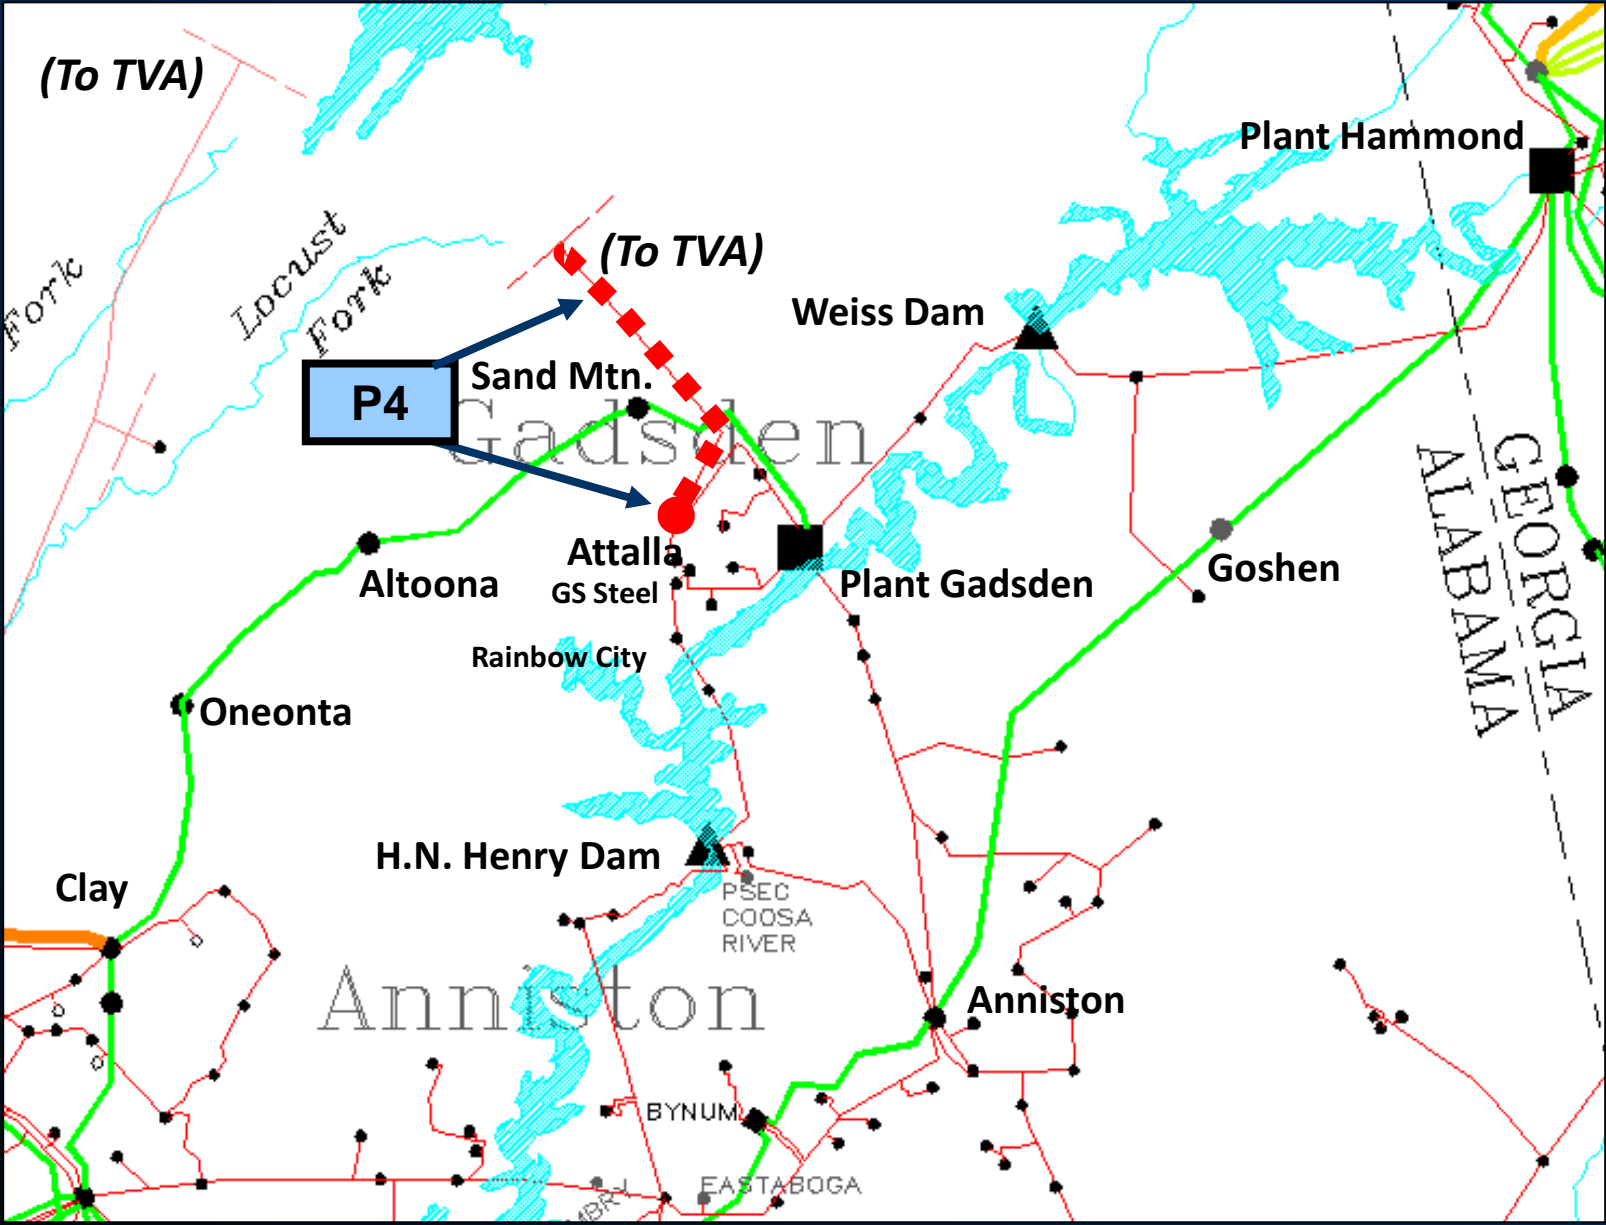 (To TVA)
Plant Hammond
Locust
Fork
Fork
(To TVA)
Weiss Dam
P4
Sand Mtn.
Gadsden
GEORGIA
ALABAMA
Attalla
GS Steel
Altoona
Plant Gadsden
Goshen
Rainbow City
Oneonta
H.N. Henry Dam
Clay
PSEC
COOSA
RIVER
Anniston
Anniston
BYNUM
EASTABOGA